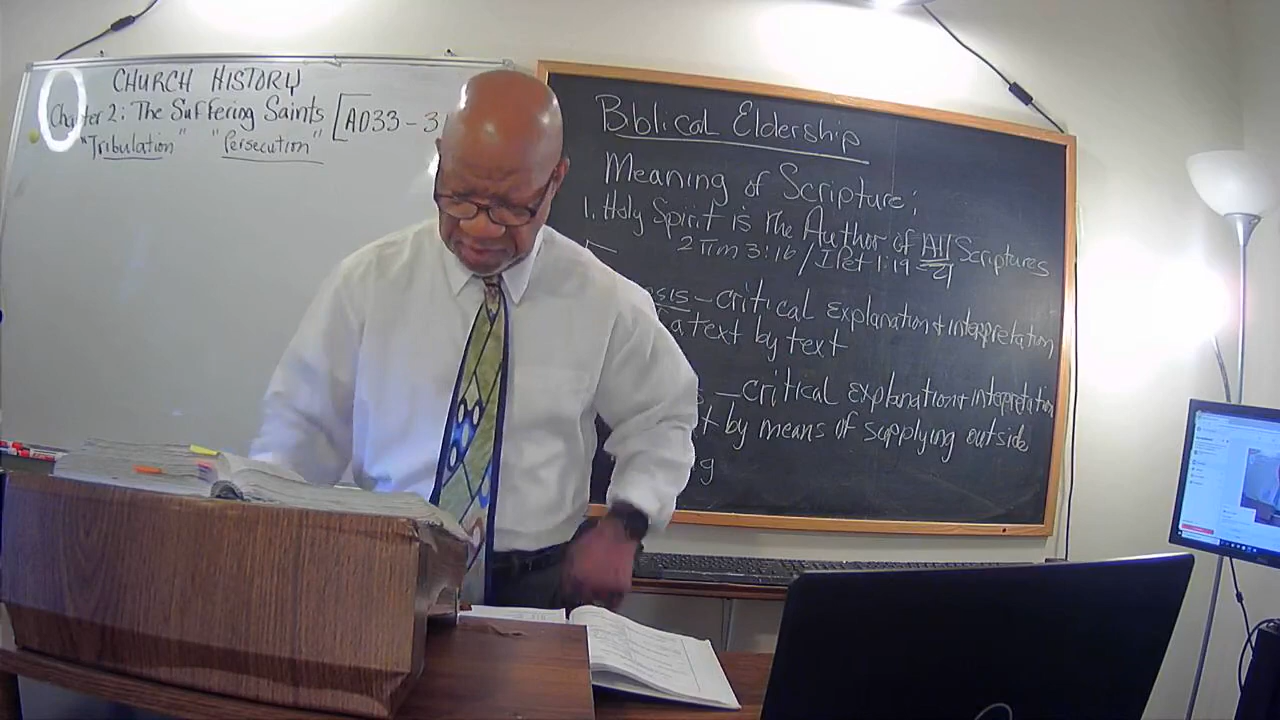 CHURCH HISTORY
Chapter 2: The Suffering Saints [AD33 - 3
"Tribulation" "Persecution"
Biblical Eldership
Meaning of Scripture:
1. Holy Spirit is the Author of All Scriptures
2 Tim 3:16 / I Pet 1:19-21
osis - critical explanation & interpretation
a text by text
critical explanation & interpretation
t by means of supplying outside
g